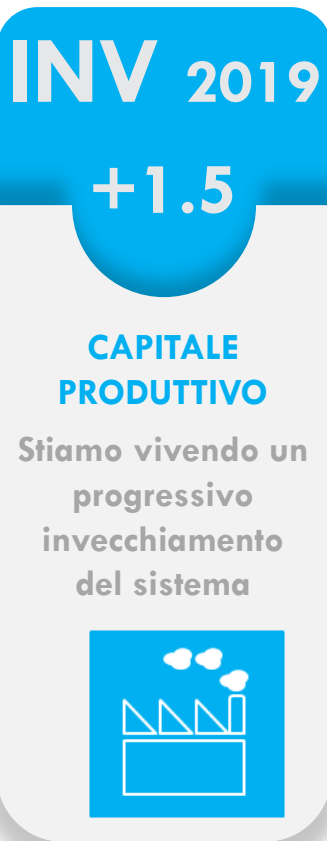 INV 2019
+1.5
CAPITALE
PRODUTTIVO
Stiamo vivendo un
progressivo
invecchiamento
del sistema